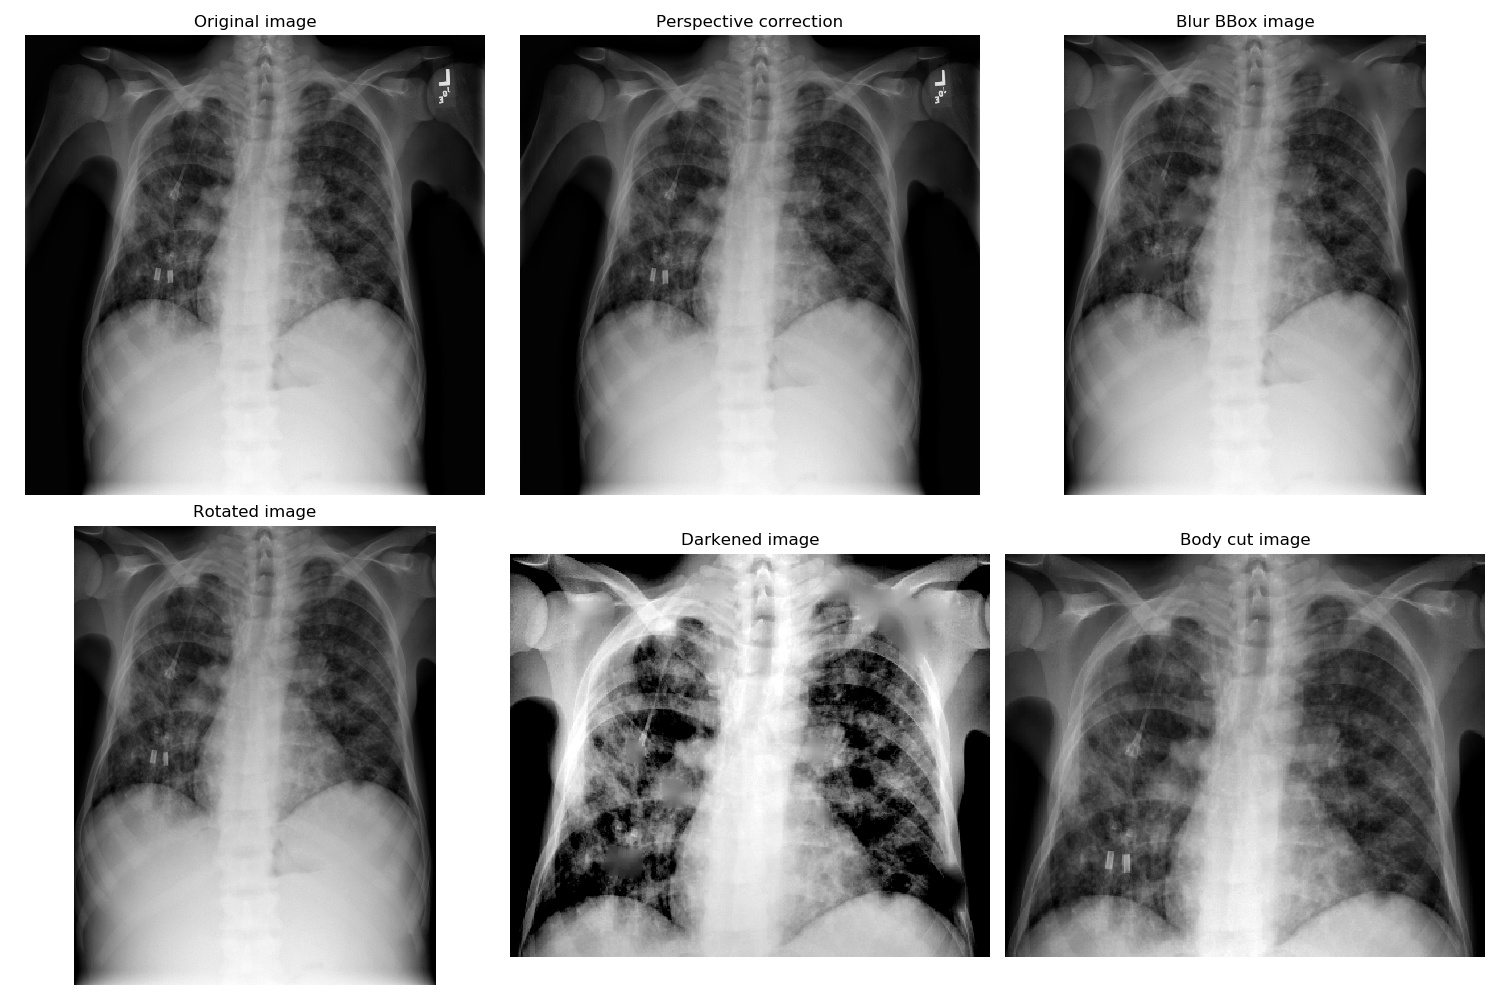 Original image
Perspective correction
Blur BBox image
L
L
Rotated image
Darkened image
Body cut image